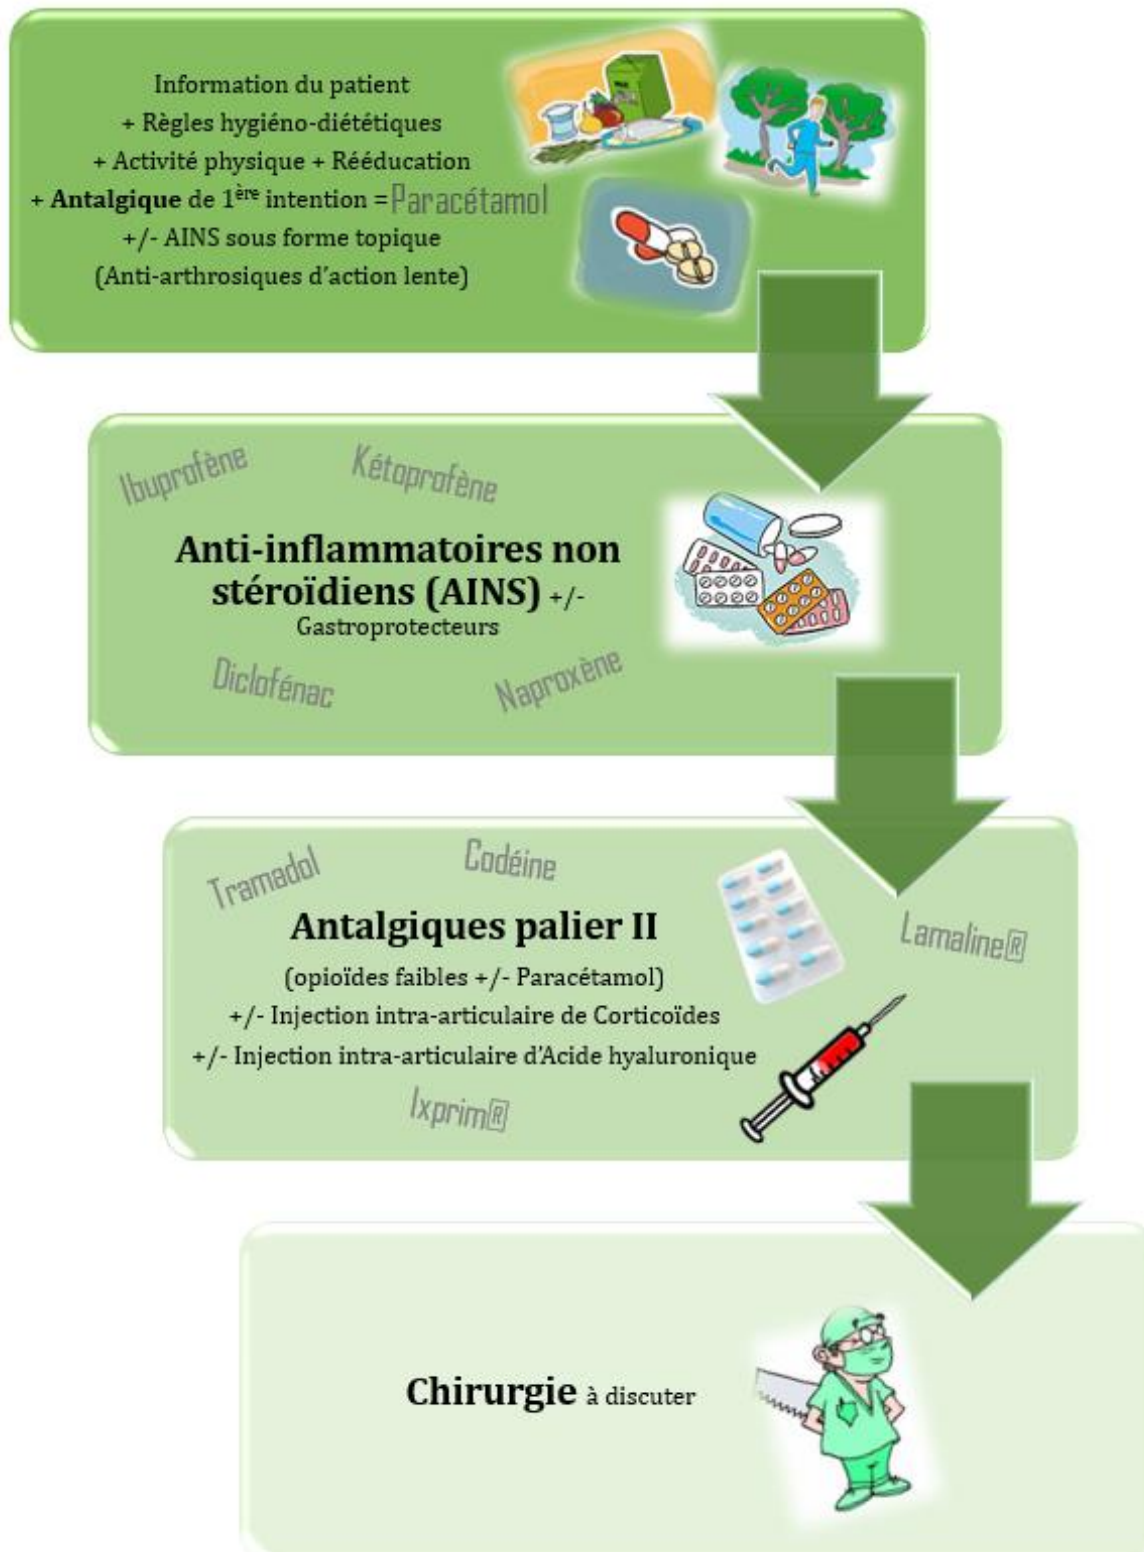 Information du patient
+ Règles hygiéno-diététiques
+ Activité physique + Rééducation
+ Antalgique de 1ère intention = Paracétamol
+/- AINS sous forme topique
(Anti-arthrosiques d'action lente)
Ibuprofène
Kétoprofène
Anti-inflammatoires non
stéroïdiens (AINS) +/-
Gastroprotecteurs
Diclofénac
Naproxène
Tramadol
Codéine
Antalgiques palier II
Lamaline®
(opioïdes faibles +/- Paracétamol)
+/- Injection intra-articulaire de Corticoïdes
+/- Injection intra-articulaire d'Acide hyaluronique
Ixprim®
Chirurgie à discuter